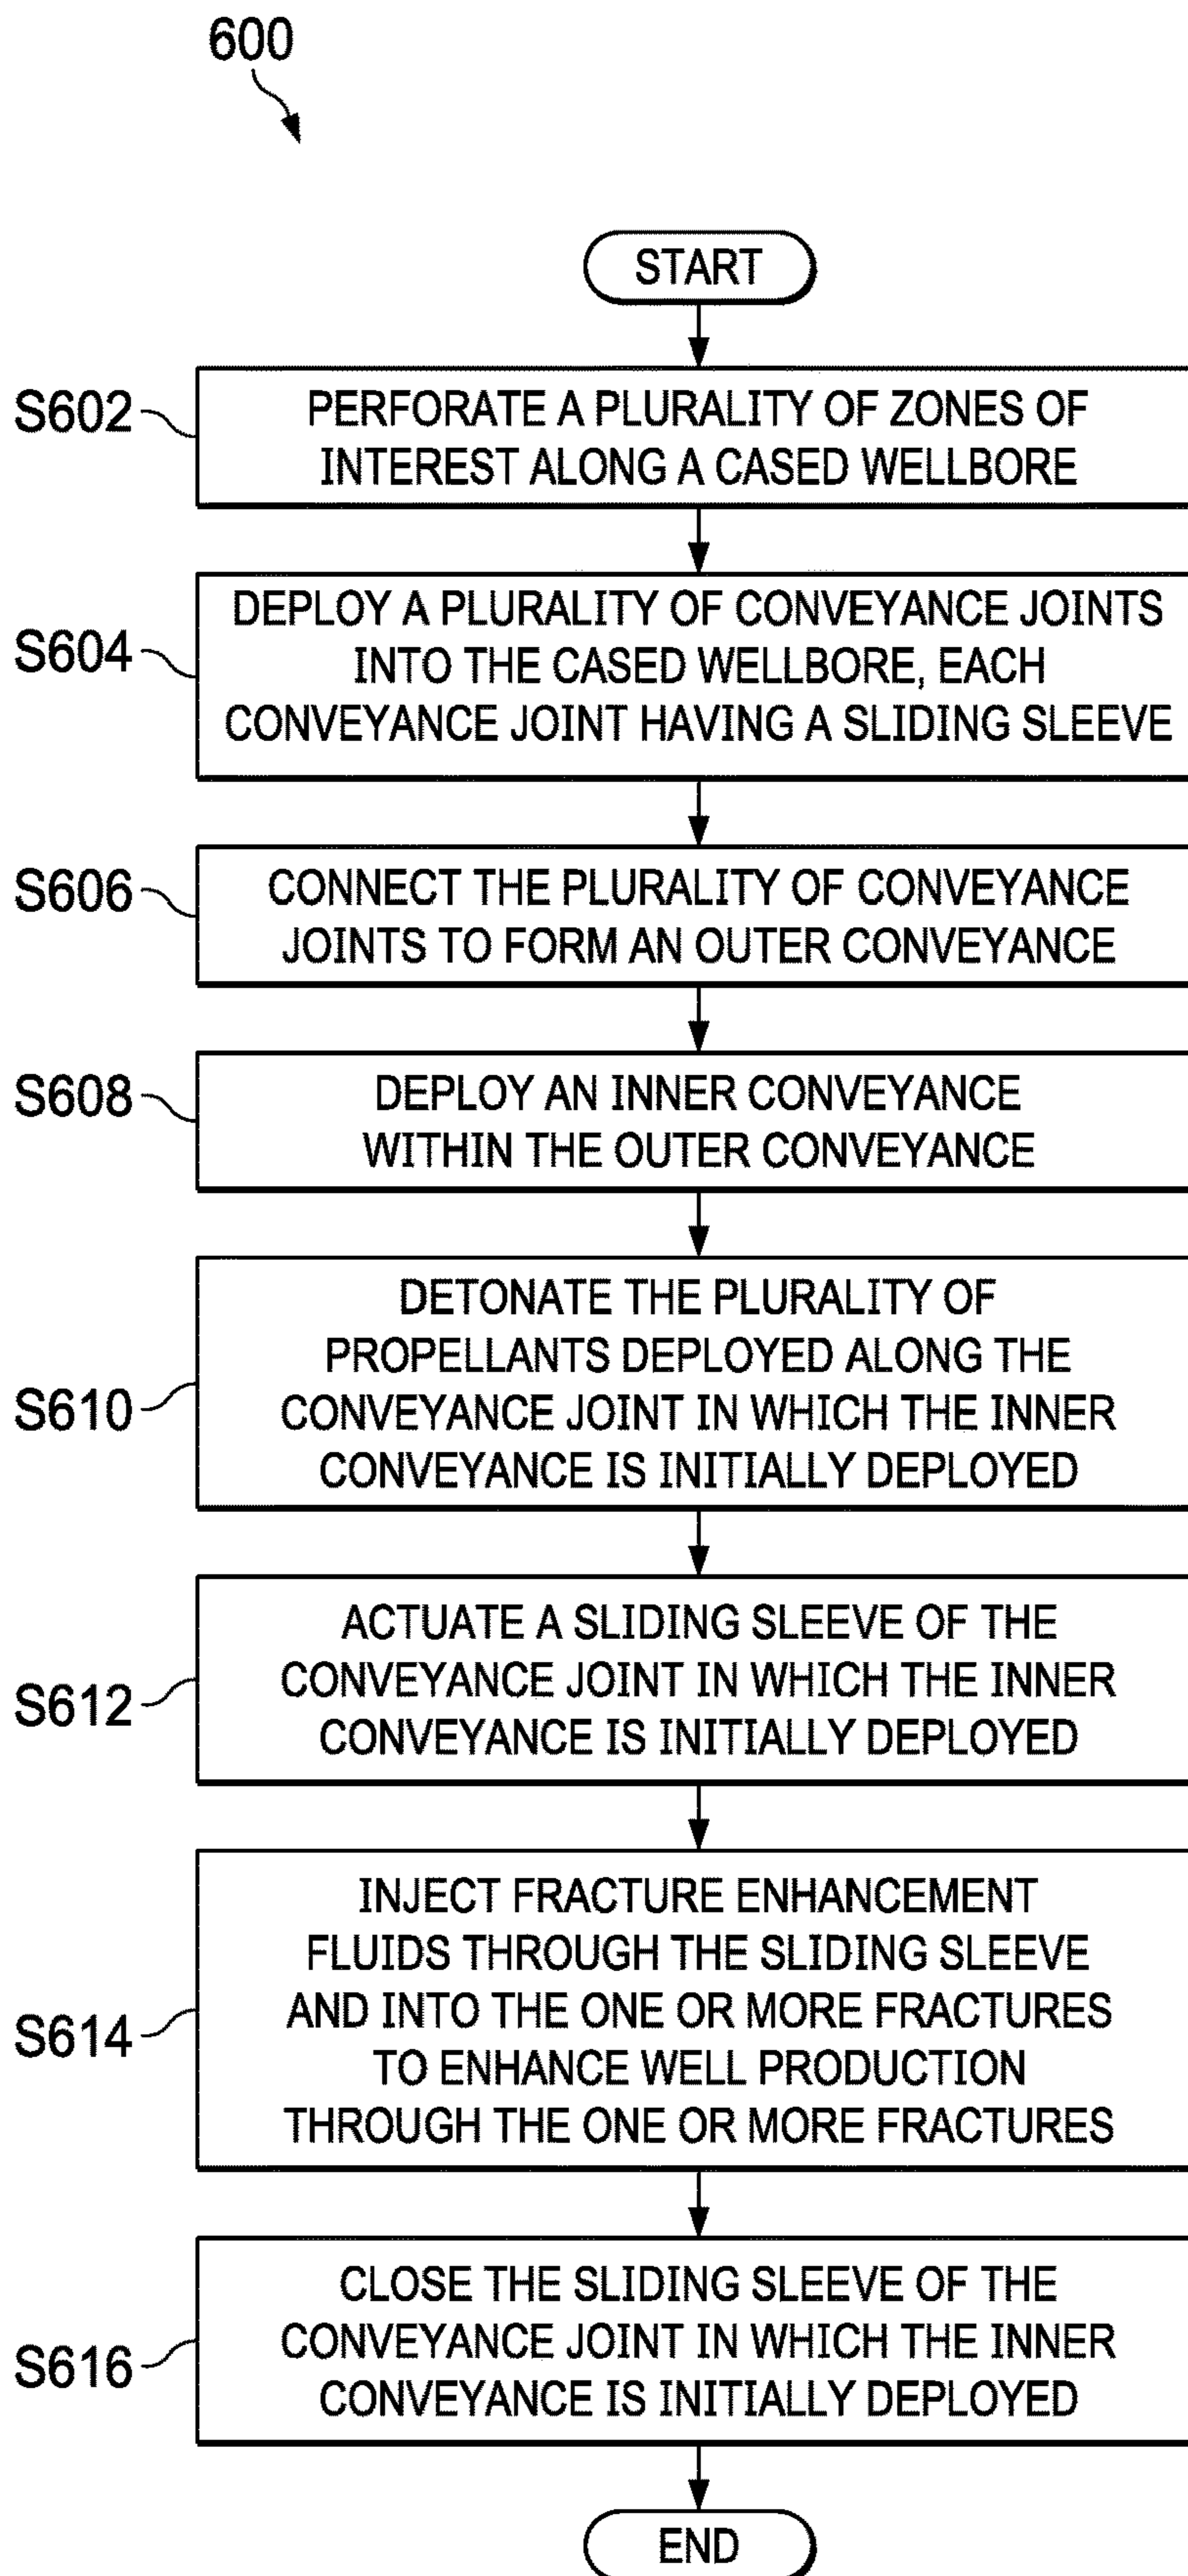 600
START
S602
PERFORATE A PLURALITY OF ZONES OF
INTEREST ALONG A CASED WELLBORE
S604
DEPLOY A PLURALITY OF CONVEYANCE JOINTS
INTO THE CASED WELLBORE, EACH
CONVEYANCE JOINT HAVING A SLIDING SLEEVE
S606
CONNECT THE PLURALITY OF CONVEYANCE
JOINTS TO FORM AN OUTER CONVEYANCE
S608
DEPLOY AN INNER CONVEYANCE
WITHIN THE OUTER CONVEYANCE
S610
DETONATE THE PLURALITY OF
PROPELLANTS DEPLOYED ALONG THE
CONVEYANCE JOINT IN WHICH THE INNER
CONVEYANCE IS INITIALLY DEPLOYED
S612
ACTUATE A SLIDING SLEEVE OF THE
CONVEYANCE JOINT IN WHICH THE INNER
CONVEYANCE IS INITIALLY DEPLOYED
S614
INJECT FRACTURE ENHANCEMENT
FLUIDS THROUGH THE SLIDING SLEEVE
AND INTO THE ONE OR MORE FRACTURES
TO ENHANCE WELL PRODUCTION
THROUGH THE ONE OR MORE FRACTURES
S616
CLOSE THE SLIDING SLEEVE OF THE
CONVEYANCE JOINT IN WHICH THE INNER
CONVEYANCE IS INITIALLY DEPLOYED
END